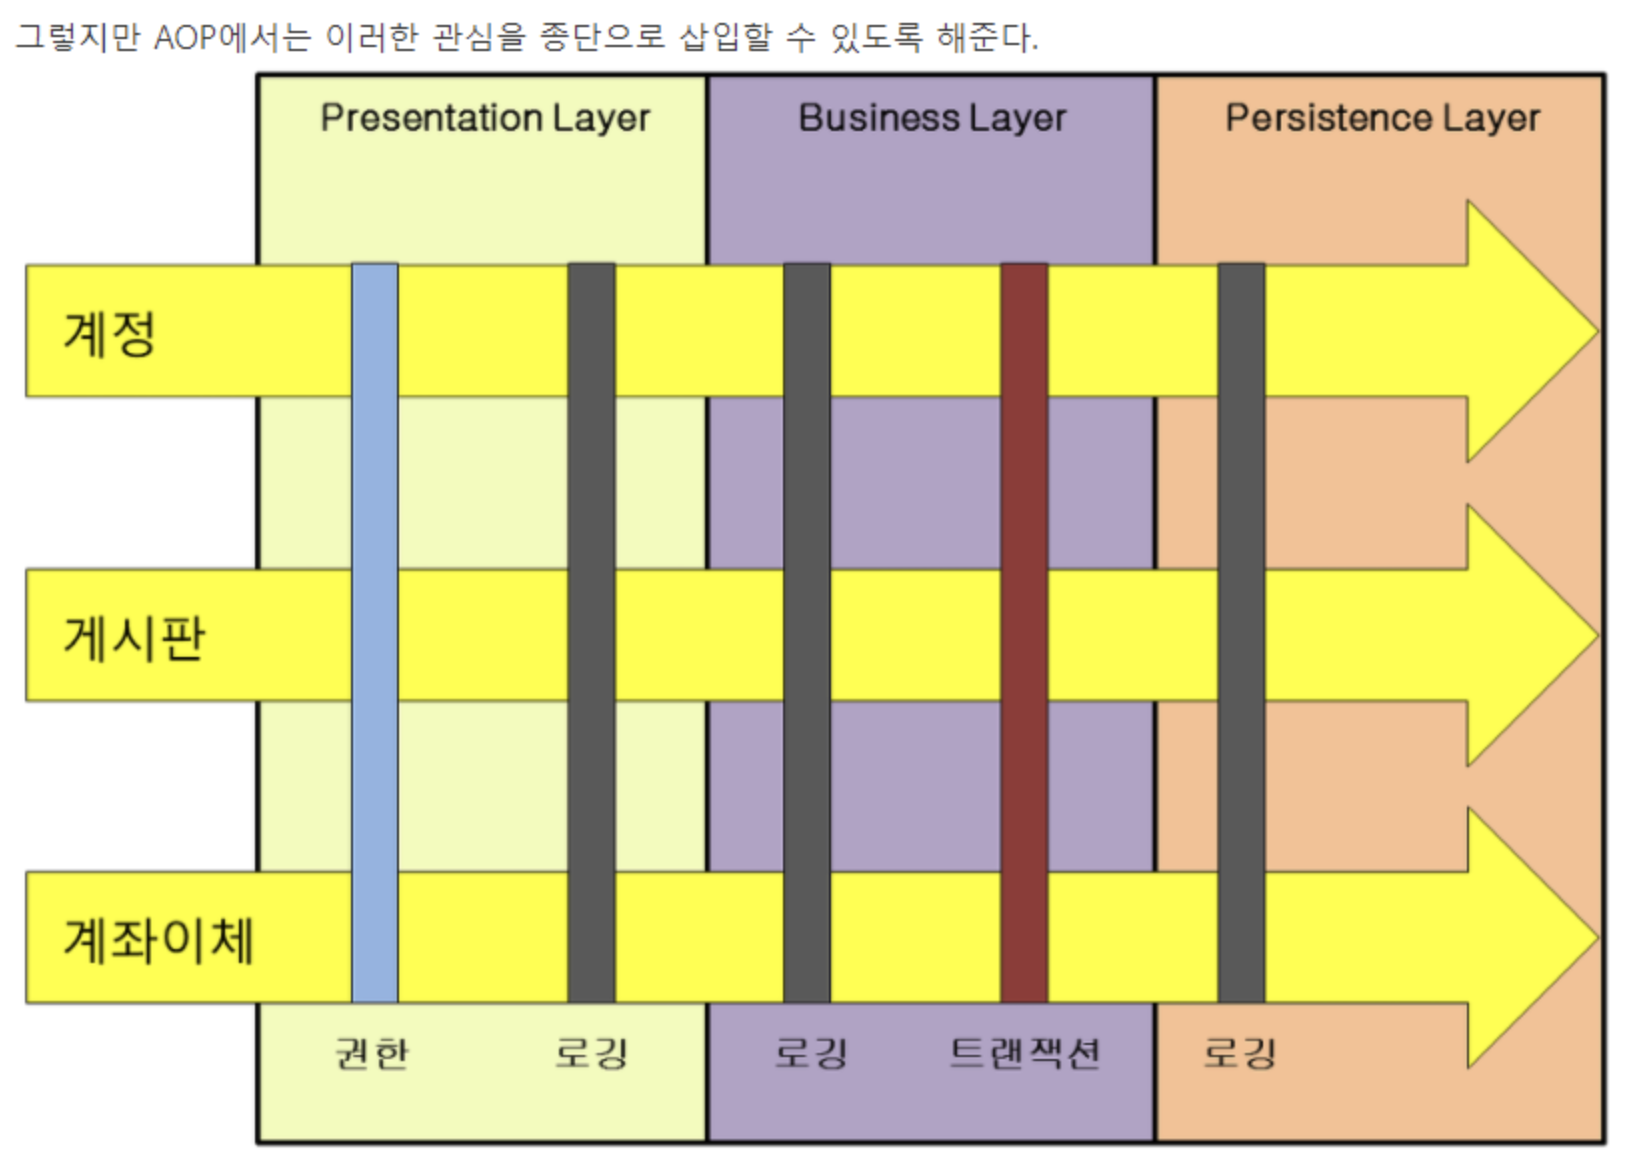 그렇지만 AOP에서는 이러한 관심을 종단으로 삽입할 수 있도록 해준다.
Presentation Layer
Business Layer
Persistence Layer
계정
게시판
계좌이체
권한
로깅
로깅
트랜잭션
로깅